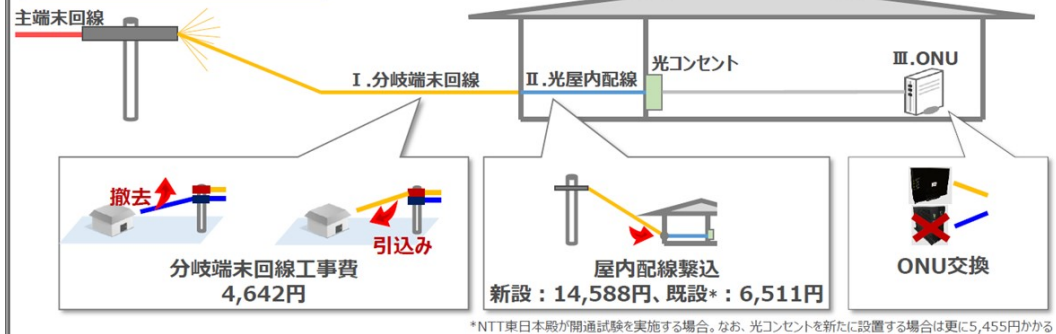 主端末回線
Ⅰ.分岐端末回線
Ⅱ.光屋内配線
光コンセント
Ⅲ.ONU
撤去
引込み
分岐端末回線工事費
4,642円
屋内配線繋込
新設：14,588円、既設*：6,511円
ONU交換
*NTT東日本殿が開通試験を実施する場合。なお、光コンセントを新たに設置する場合は更に5,455円かかる